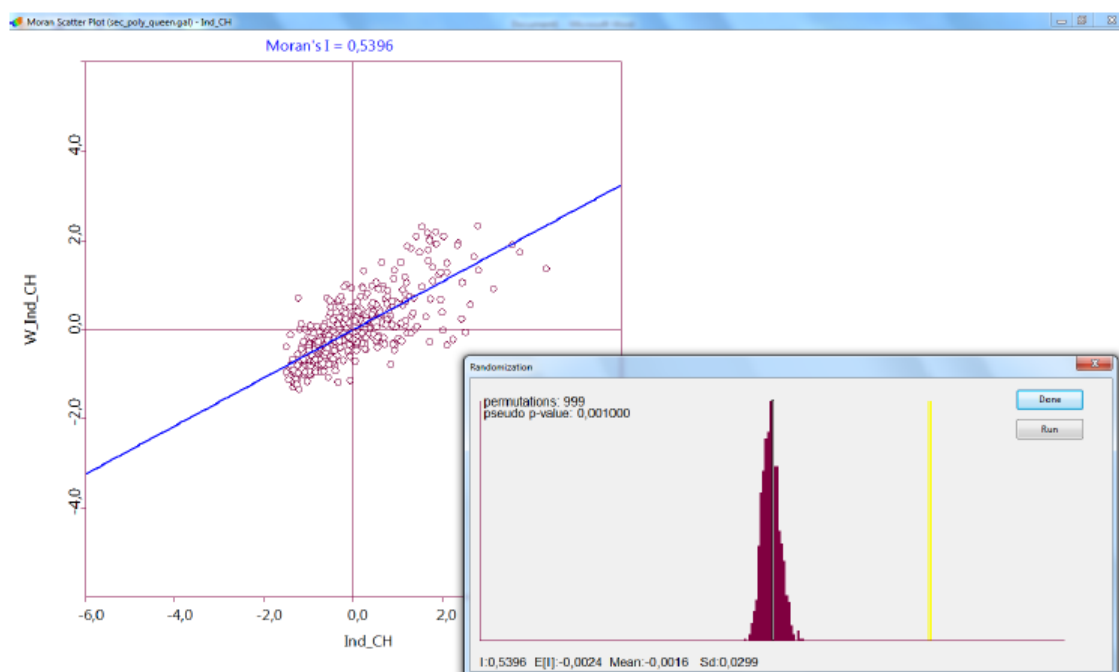 Moran Scatter Plot (sec_poly_queen.gal) - Ind_CH
Moran's I = 0,5396
4,0
2,0
0,0
-2,0
-4,0
W_Ind_CH
-6,0 -4,0 -2,0 0,0 2,0
Ind_CH
Randomization
permutations: 999
pseudo p-value: 0,001000
Done
Run
I:0,5396 E[I]:-0,0024 Mean:-0,0016 Sd:0,0299